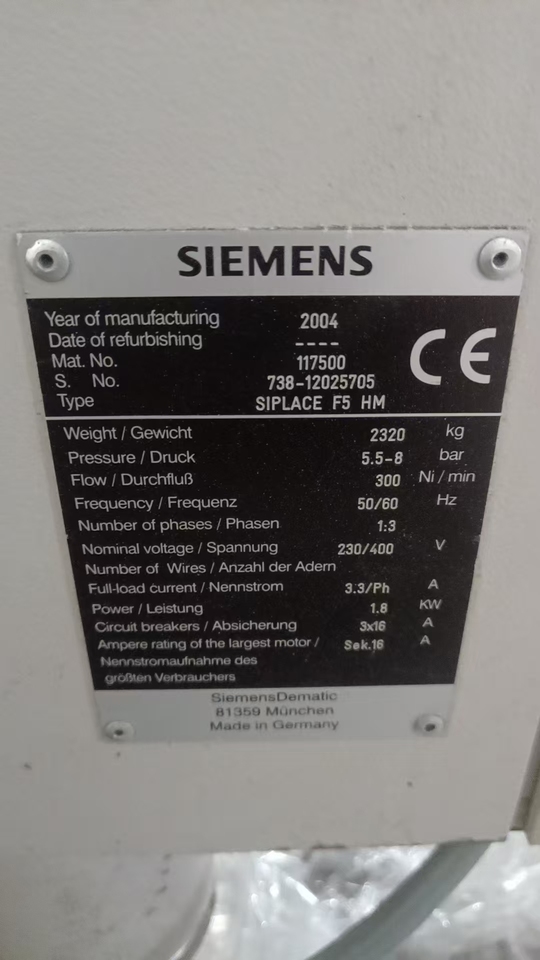 SIEMENS
Year of manufacturing 2004
Date of refurbishing ----
Mat. No. 117500
S. No. 738-12025705
Type SIPLACE F5 HM
CE
Weight / Gewicht 2320 kg
Pressure / Druck 5.5-8 bar
Flow / Durchfluß 300 Ni / min
Frequency / Frequenz 50/60 Hz
Number of phases / Phasen 1:3
Nominal voltage / Spannung 230/400 V
Number of Wires / Anzahl der Adern
Full-load current / Nennstrom 3.3/Ph A
Power / Leistung 1.8 KW
Circuit breakers / Absicherung 3x16 A
Ampere rating of the largest motor / Sek.16 A
Nennstromaufnahme des
größten Verbrauchers
SiemensDematic
81359 München
Made in Germany